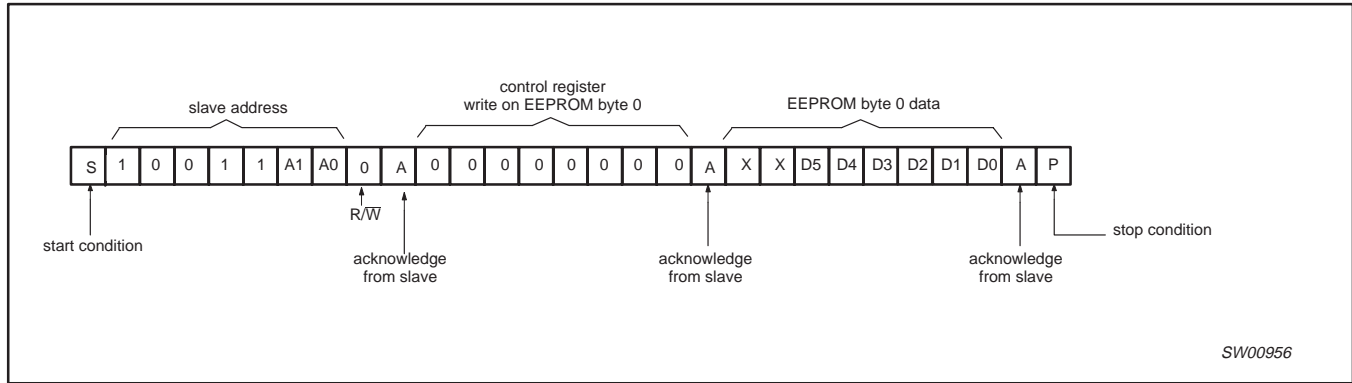 control register
slave address write on EEPROM byte 0 EEPROM byte 0 data
S 1 0 0 1 1 A1 A0 0 A 0 0 0 0 0 0 0 0 A X X D5 D4 D3 D2 D1 D0 A P
R/W̅
start condition stop condition
acknowledge acknowledge acknowledge
from slave from slave from slave
SW00956